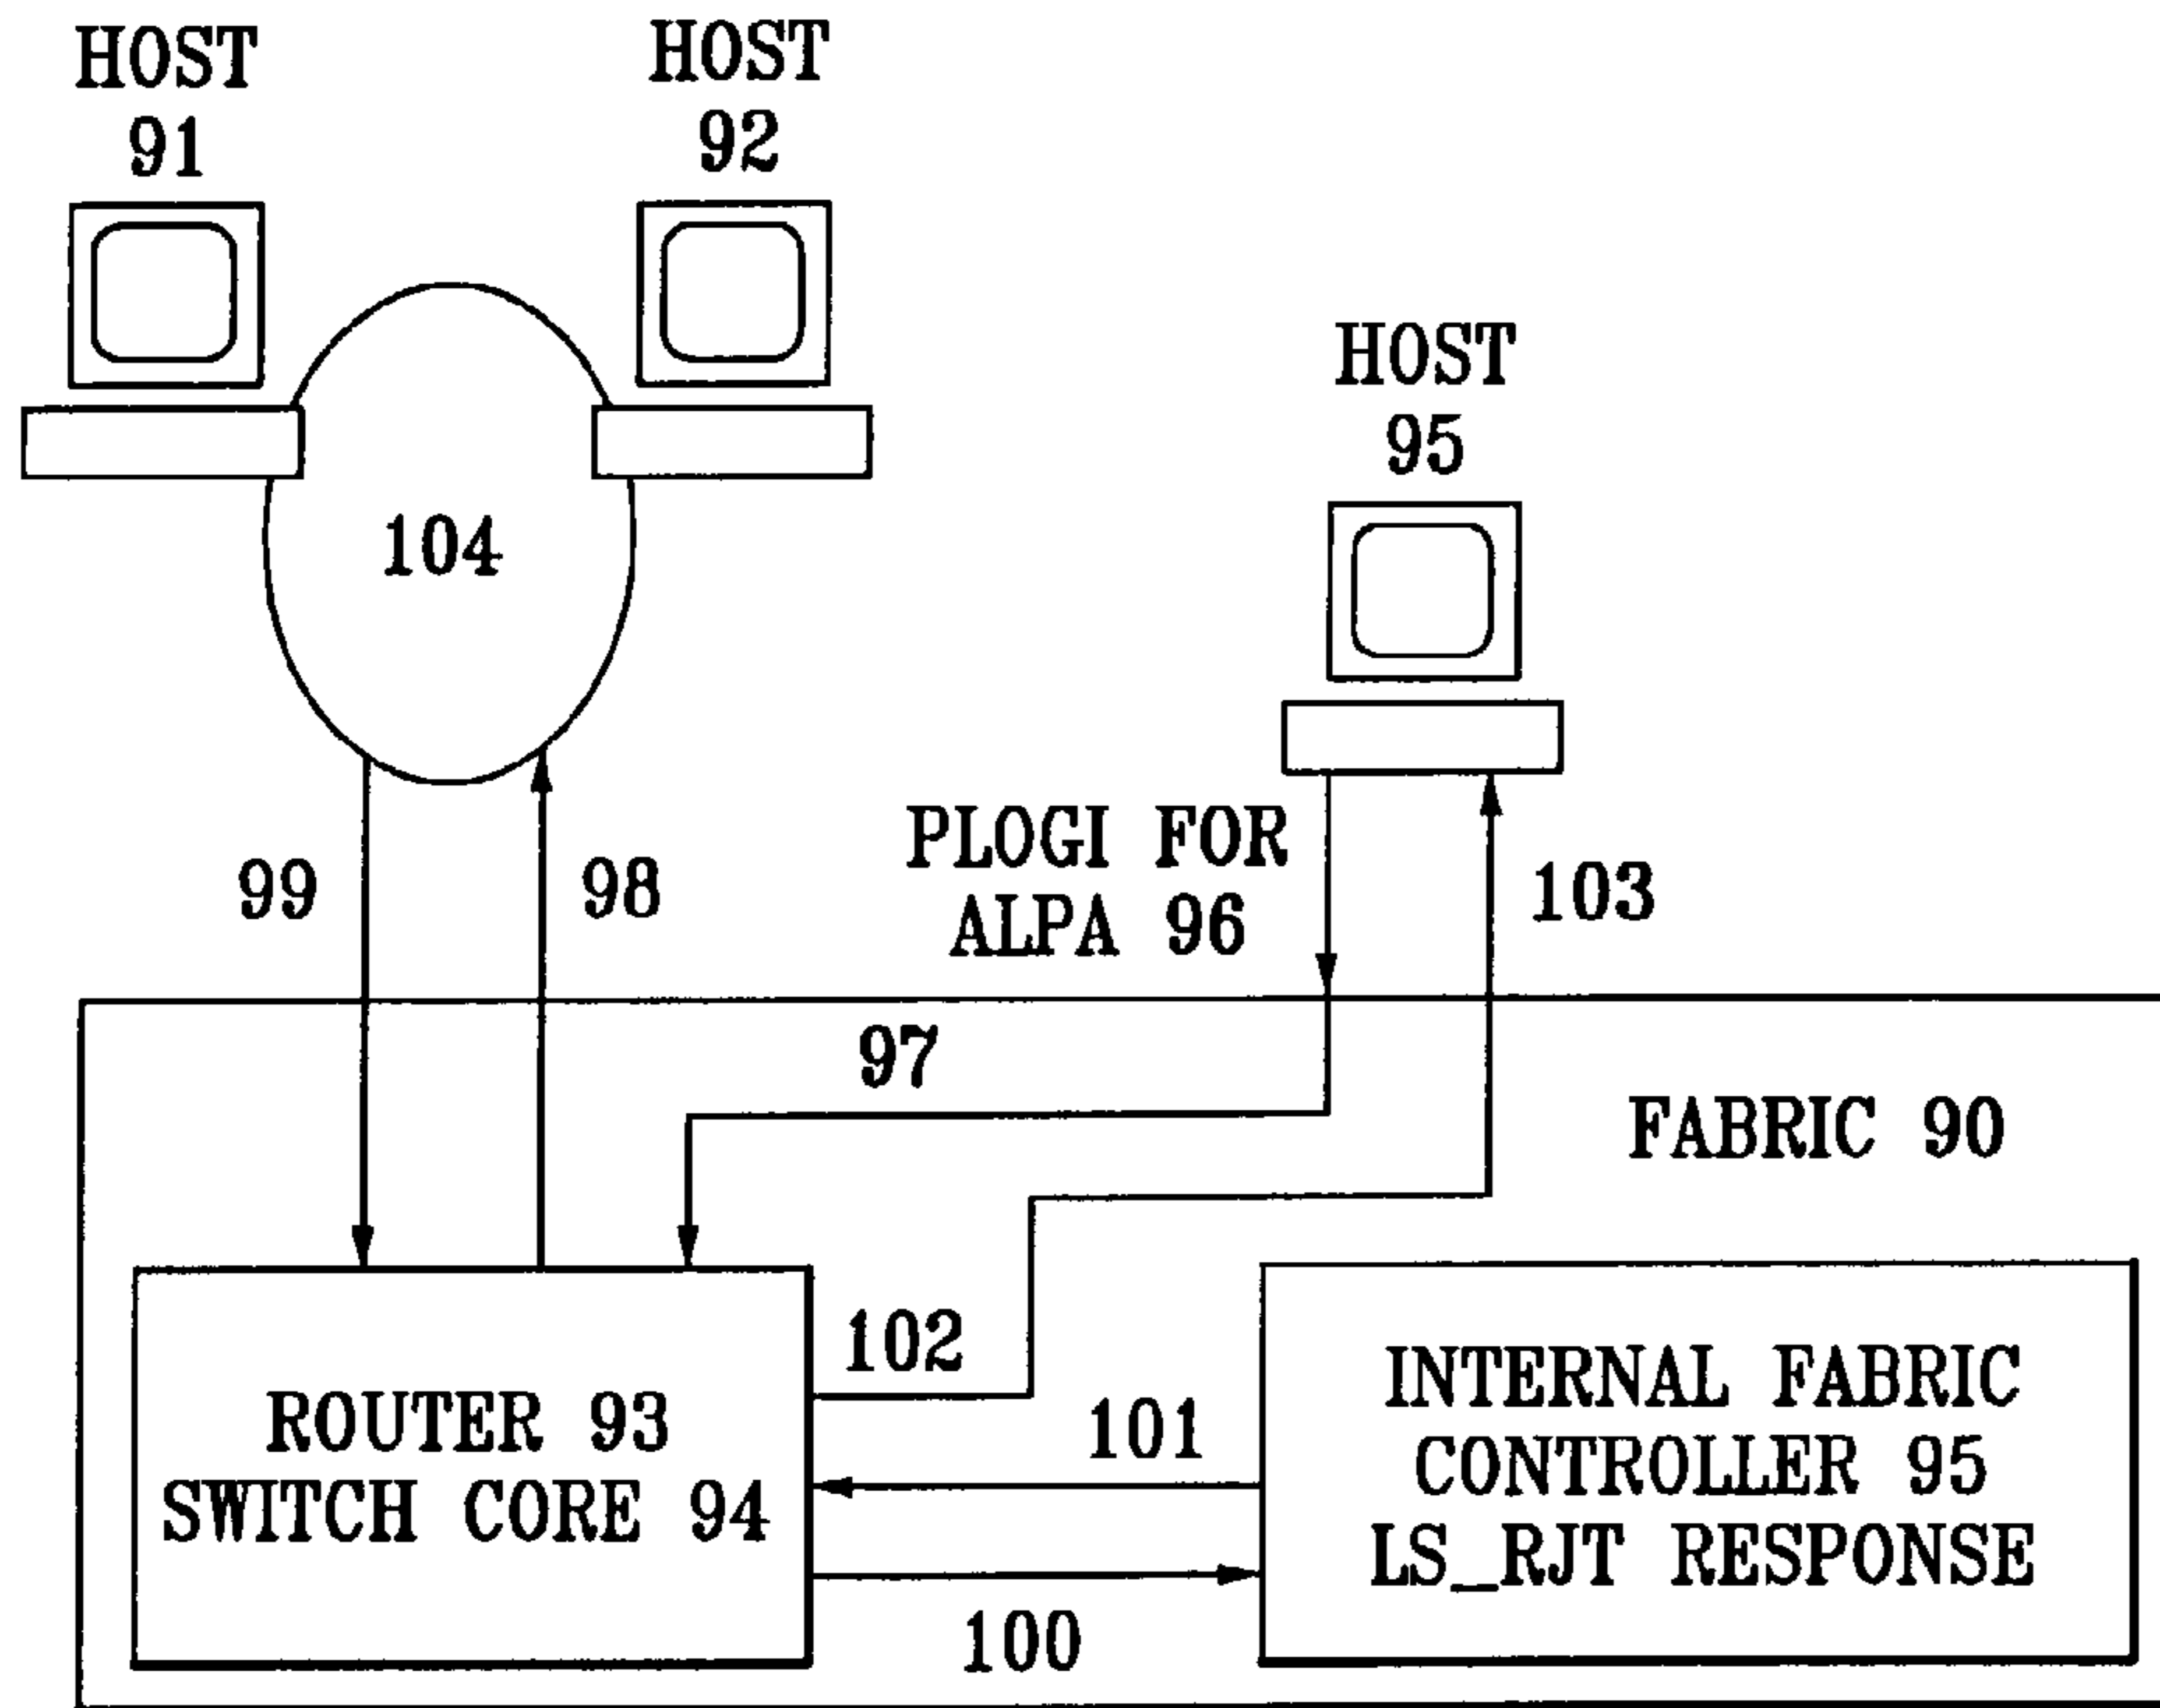 HOST
91
HOST
92
HOST
95
104
99
98
PLOGI FOR
ALPA 96
103
97
FABRIC 90
102
101
100
ROUTER 93
SWITCH CORE 94
INTERNAL FABRIC
CONTROLLER 95
LS_RJT RESPONSE